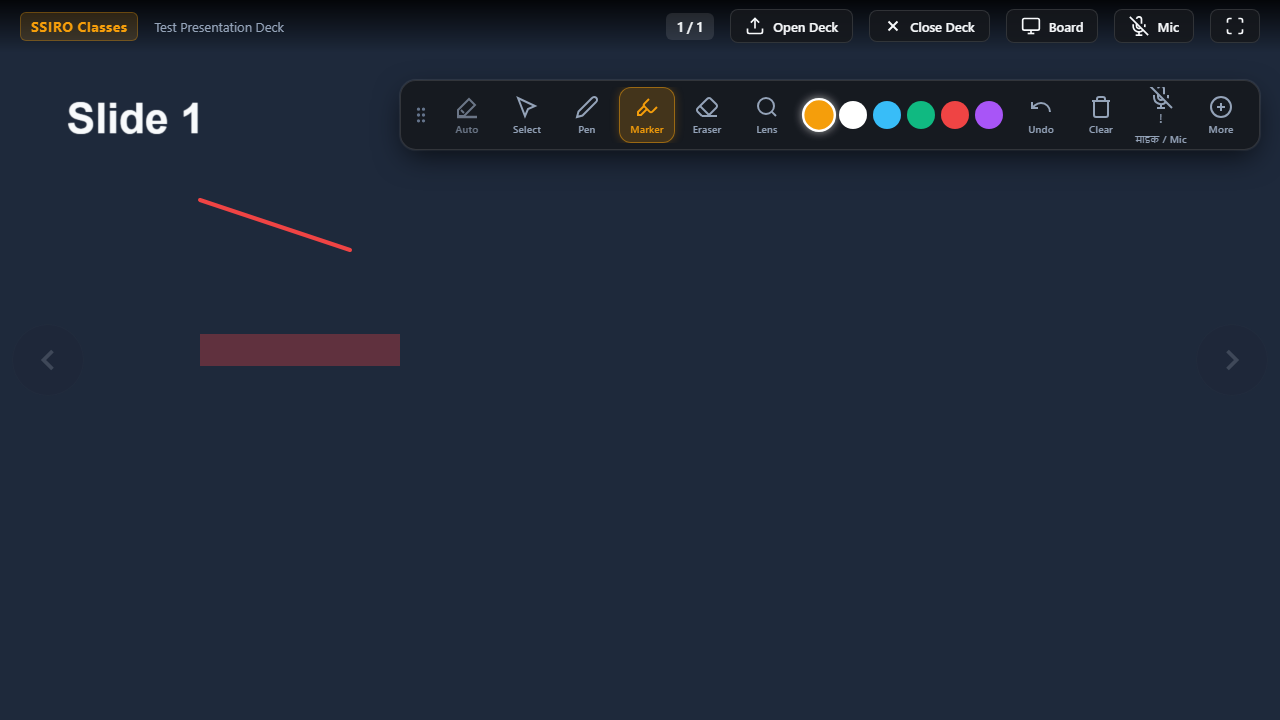 SSIRO Classes
Test Presentation Deck
1 / 1
Open Deck
Close Deck
Board
Mic
Slide 1
Auto
Select
Pen
Marker
Eraser
Lens
Undo
Clear
!
माइक / Mic
More